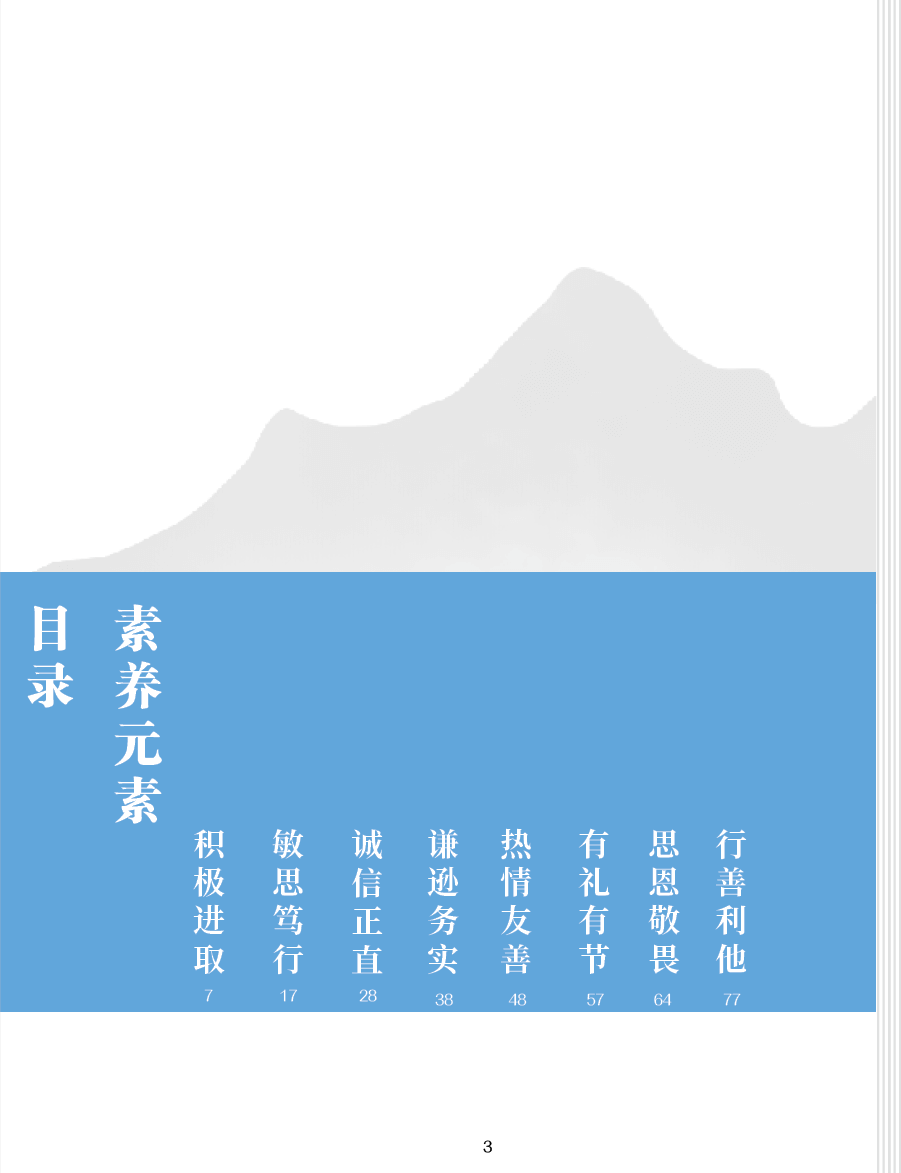 目录
素养元素
积极进取
7
敏思笃行
17
诚信正直
28
谦逊务实
38
热情友善
48
有礼有节
57
思恩敬畏
64
行善利他
77
3